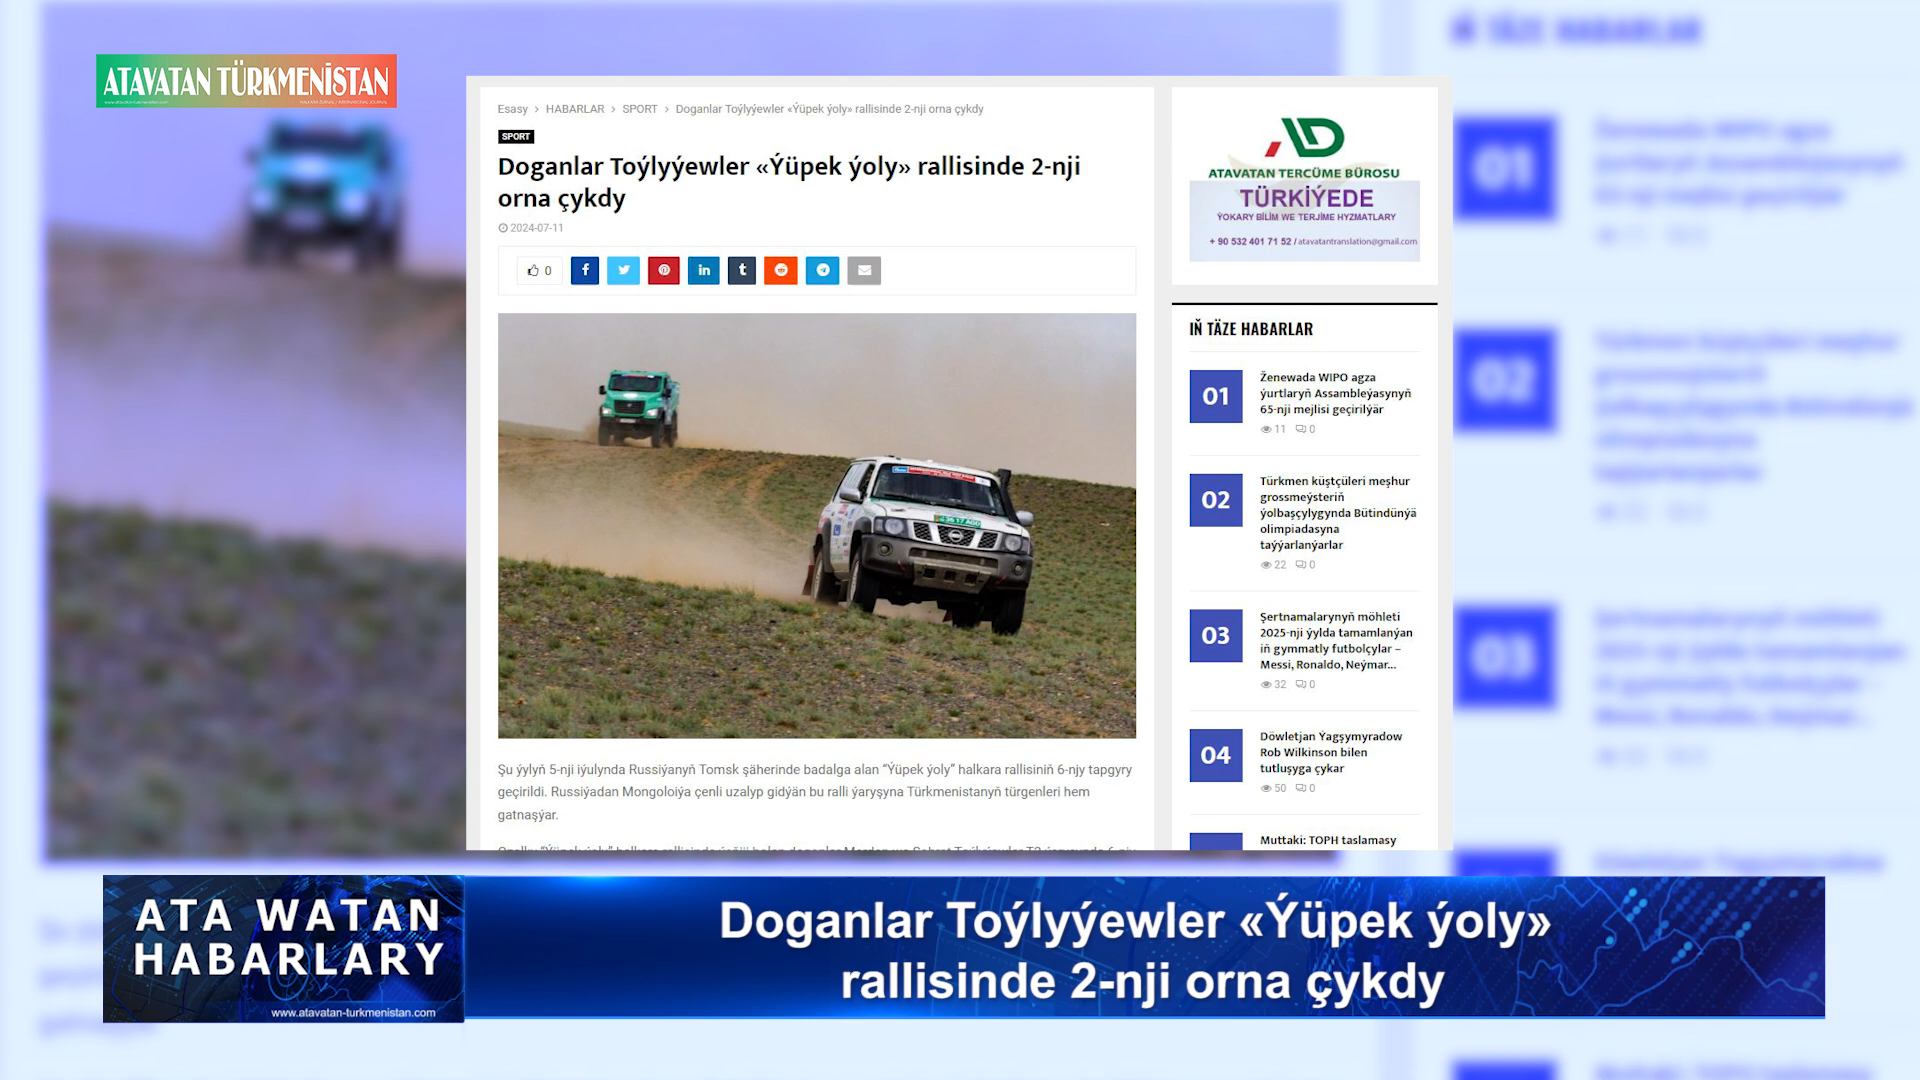 ATAVATAN TÜRKMENİSTAN
Esasy > HABARLAR > SPORT > Doganlar Toýlyýewler «Ýüpek ýoly» rallisinde 2-nji orna çykdy
SPORT
Doganlar Toýlyýewler «Ýüpek ýoly» rallisinde 2-nji
orna çykdy
2024-07-11
0
Şu ýylyň 5-nji iýulynda Russiýanyň Tomsk şäherinde badalga alan “Ýüpek ýoly” halkara rallisiniň 6-njy tapgyry
geçirildi. Russiýadan Mongoloiýa çenli uzalyp gidýän bu ralli ýaryşyna Türkmenistanyň türgenleri hem
gatnaşýar.
ATAVATAN TERCÜME BÜROSU
TÜRKİÝEDE
ÝOKARY BİLİM WE TERJİME HYZMATLARY
+ 90 532 401 71 52 / atavatantranslation@gmail.com
IŇ TÄZE HABARLAR
01
Ženewada WIPO agza
ýurtlaryň Assambleýasynyň
65-nji mejlisi geçirilýär
11 0
02
Türkmen küştçüleri meşhur
grossmeýsteriň
ýolbaşçylygynda Bütindünýä
olimpiadasyna
taýýarlanýarlar
22 0
03
Şertnamalarynyň möhleti
2025-nji ýylda tamamlanýan
iň gymmatly futbolçylar –
Messi, Ronaldo, Neýmar...
32 0
04
Döwletjan Ýagşymyradow
Rob Wilkinson bilen
tutluşyga çykar
50 0
Muttaki: TOPH taslamasy
ATA WATAN
HABARLARY
www.atavatan-turkmenistan.com
Doganlar Toýlyýewler «Ýüpek ýoly»
rallisinde 2-nji orna çykdy